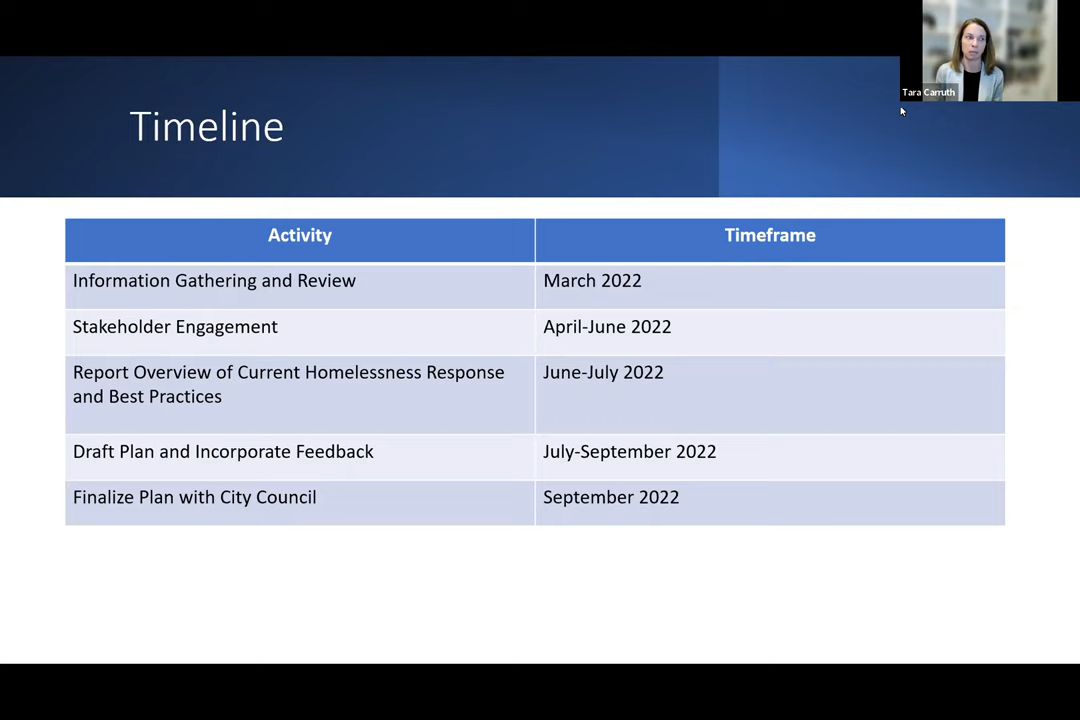 Tara Carruth
Timeline
Activity
Timeframe
Information Gathering and Review
March 2022
Stakeholder Engagement
April-June 2022
Report Overview of Current Homelessness Response
and Best Practices
June-July 2022
Draft Plan and Incorporate Feedback
July-September 2022
Finalize Plan with City Council
September 2022